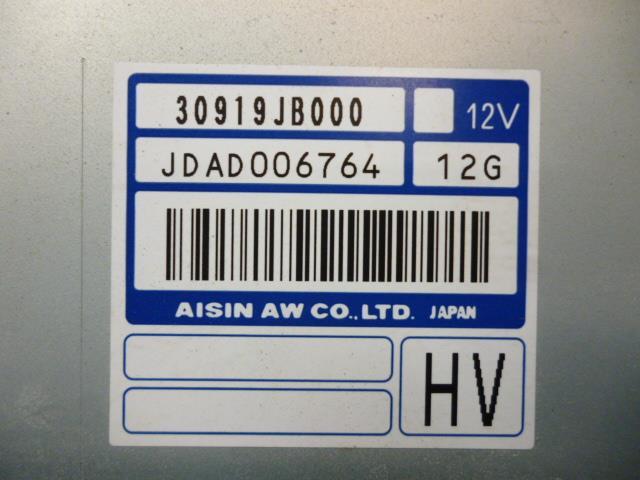 30919JB000 12V
JDAD006764 12G
AISIN AW CO.,LTD. JAPAN
HV